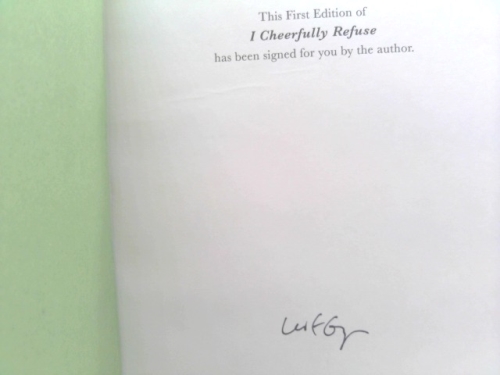 This First Edition of
I Cheerfully Refuse
has been signed for you by the author.